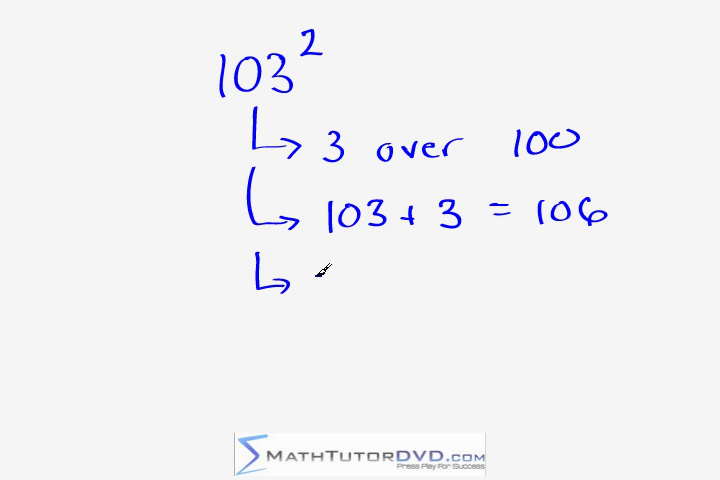 103²
3 over 100
103 + 3 = 106
MATHTUTORDVD.COM
Press Play For Success